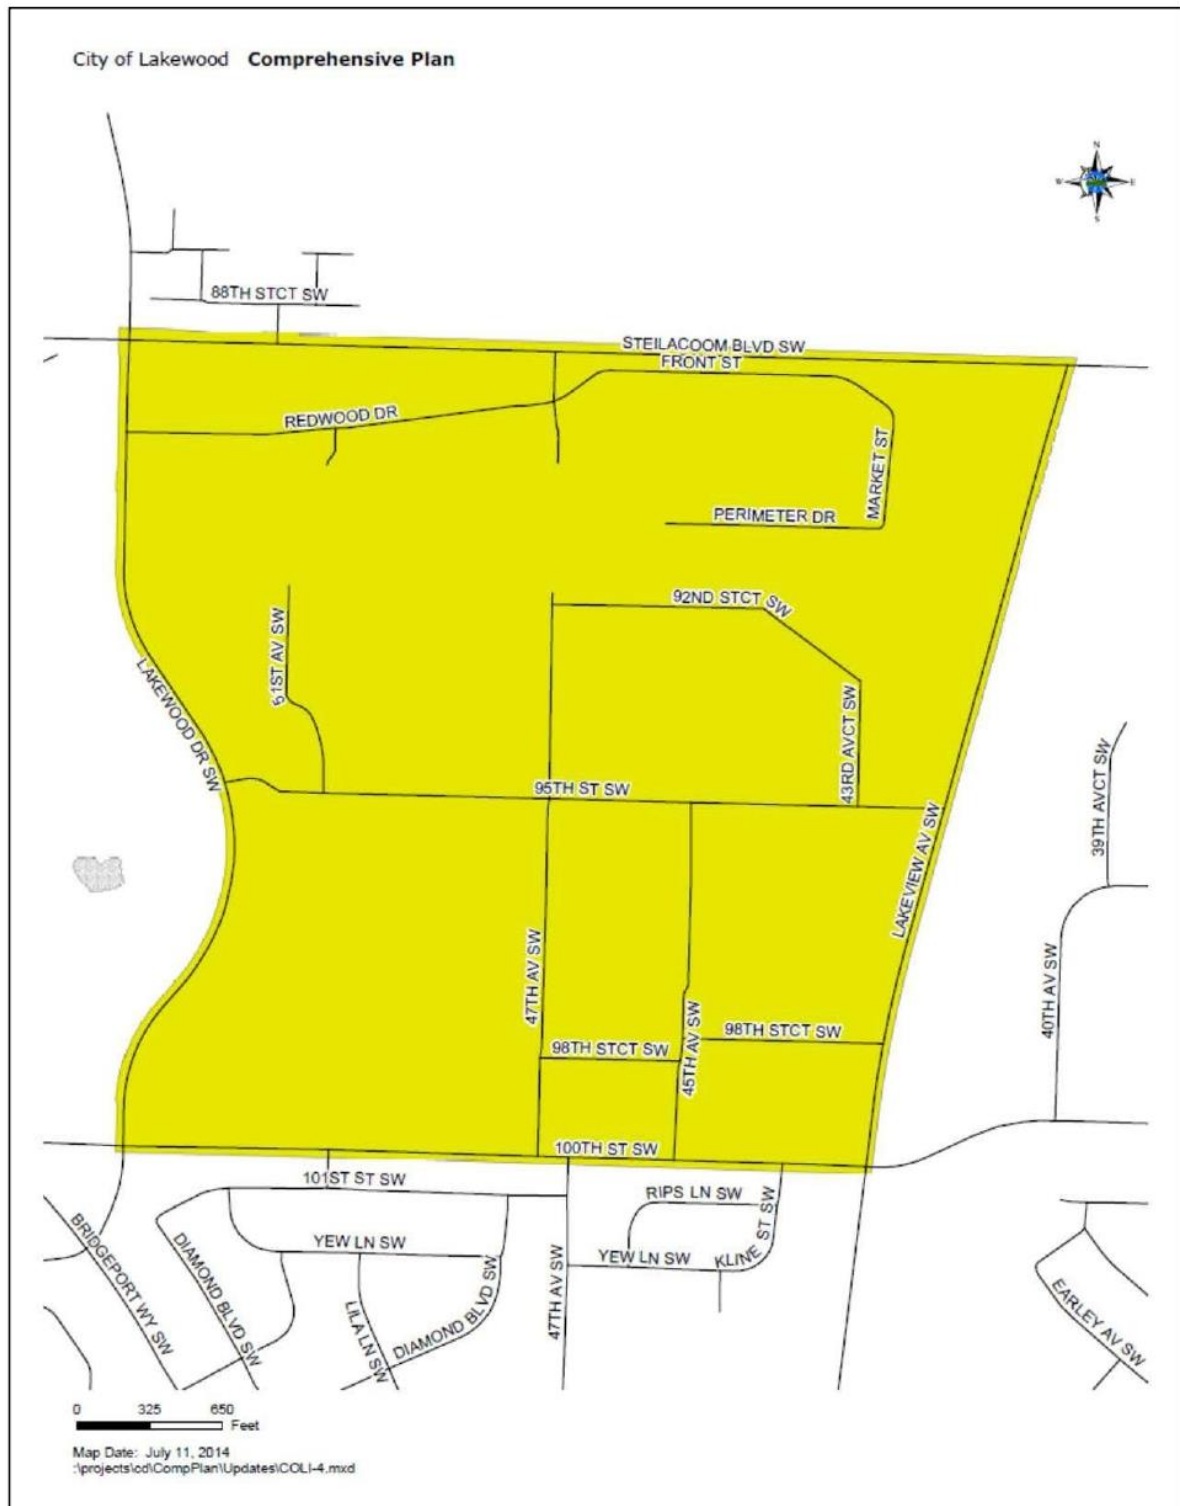 City of Lakewood Comprehensive Plan
N
W E
S
88TH STCT SW
STEILACOOM BLVD SW
FRONT ST
REDWOOD DR
MARKET ST
PERIMETER DR
92ND STCT SW
51ST AV SW
LAKEWOOD DR SW
43RD AVCT SW
95TH ST SW
39TH AVCT SW
LAKEVIEW AV SW
47TH AV SW
40TH AV SW
98TH STCT SW
98TH STCT SW
45TH AV SW
100TH ST SW
101ST ST SW
RIPS LN SW
BRIDGEPORT WY SW
DIAMOND BLVD SW
YEW LN SW
YEW LN SW
KLINE ST SW
LILA LN SW
DIAMOND BLVD SW
47TH AV SW
EARLEY AV SW
0 325 650
Feet
Map Date: July 11, 2014
:\projects\cd\CompPlan\Updates\COLI-4.mxd